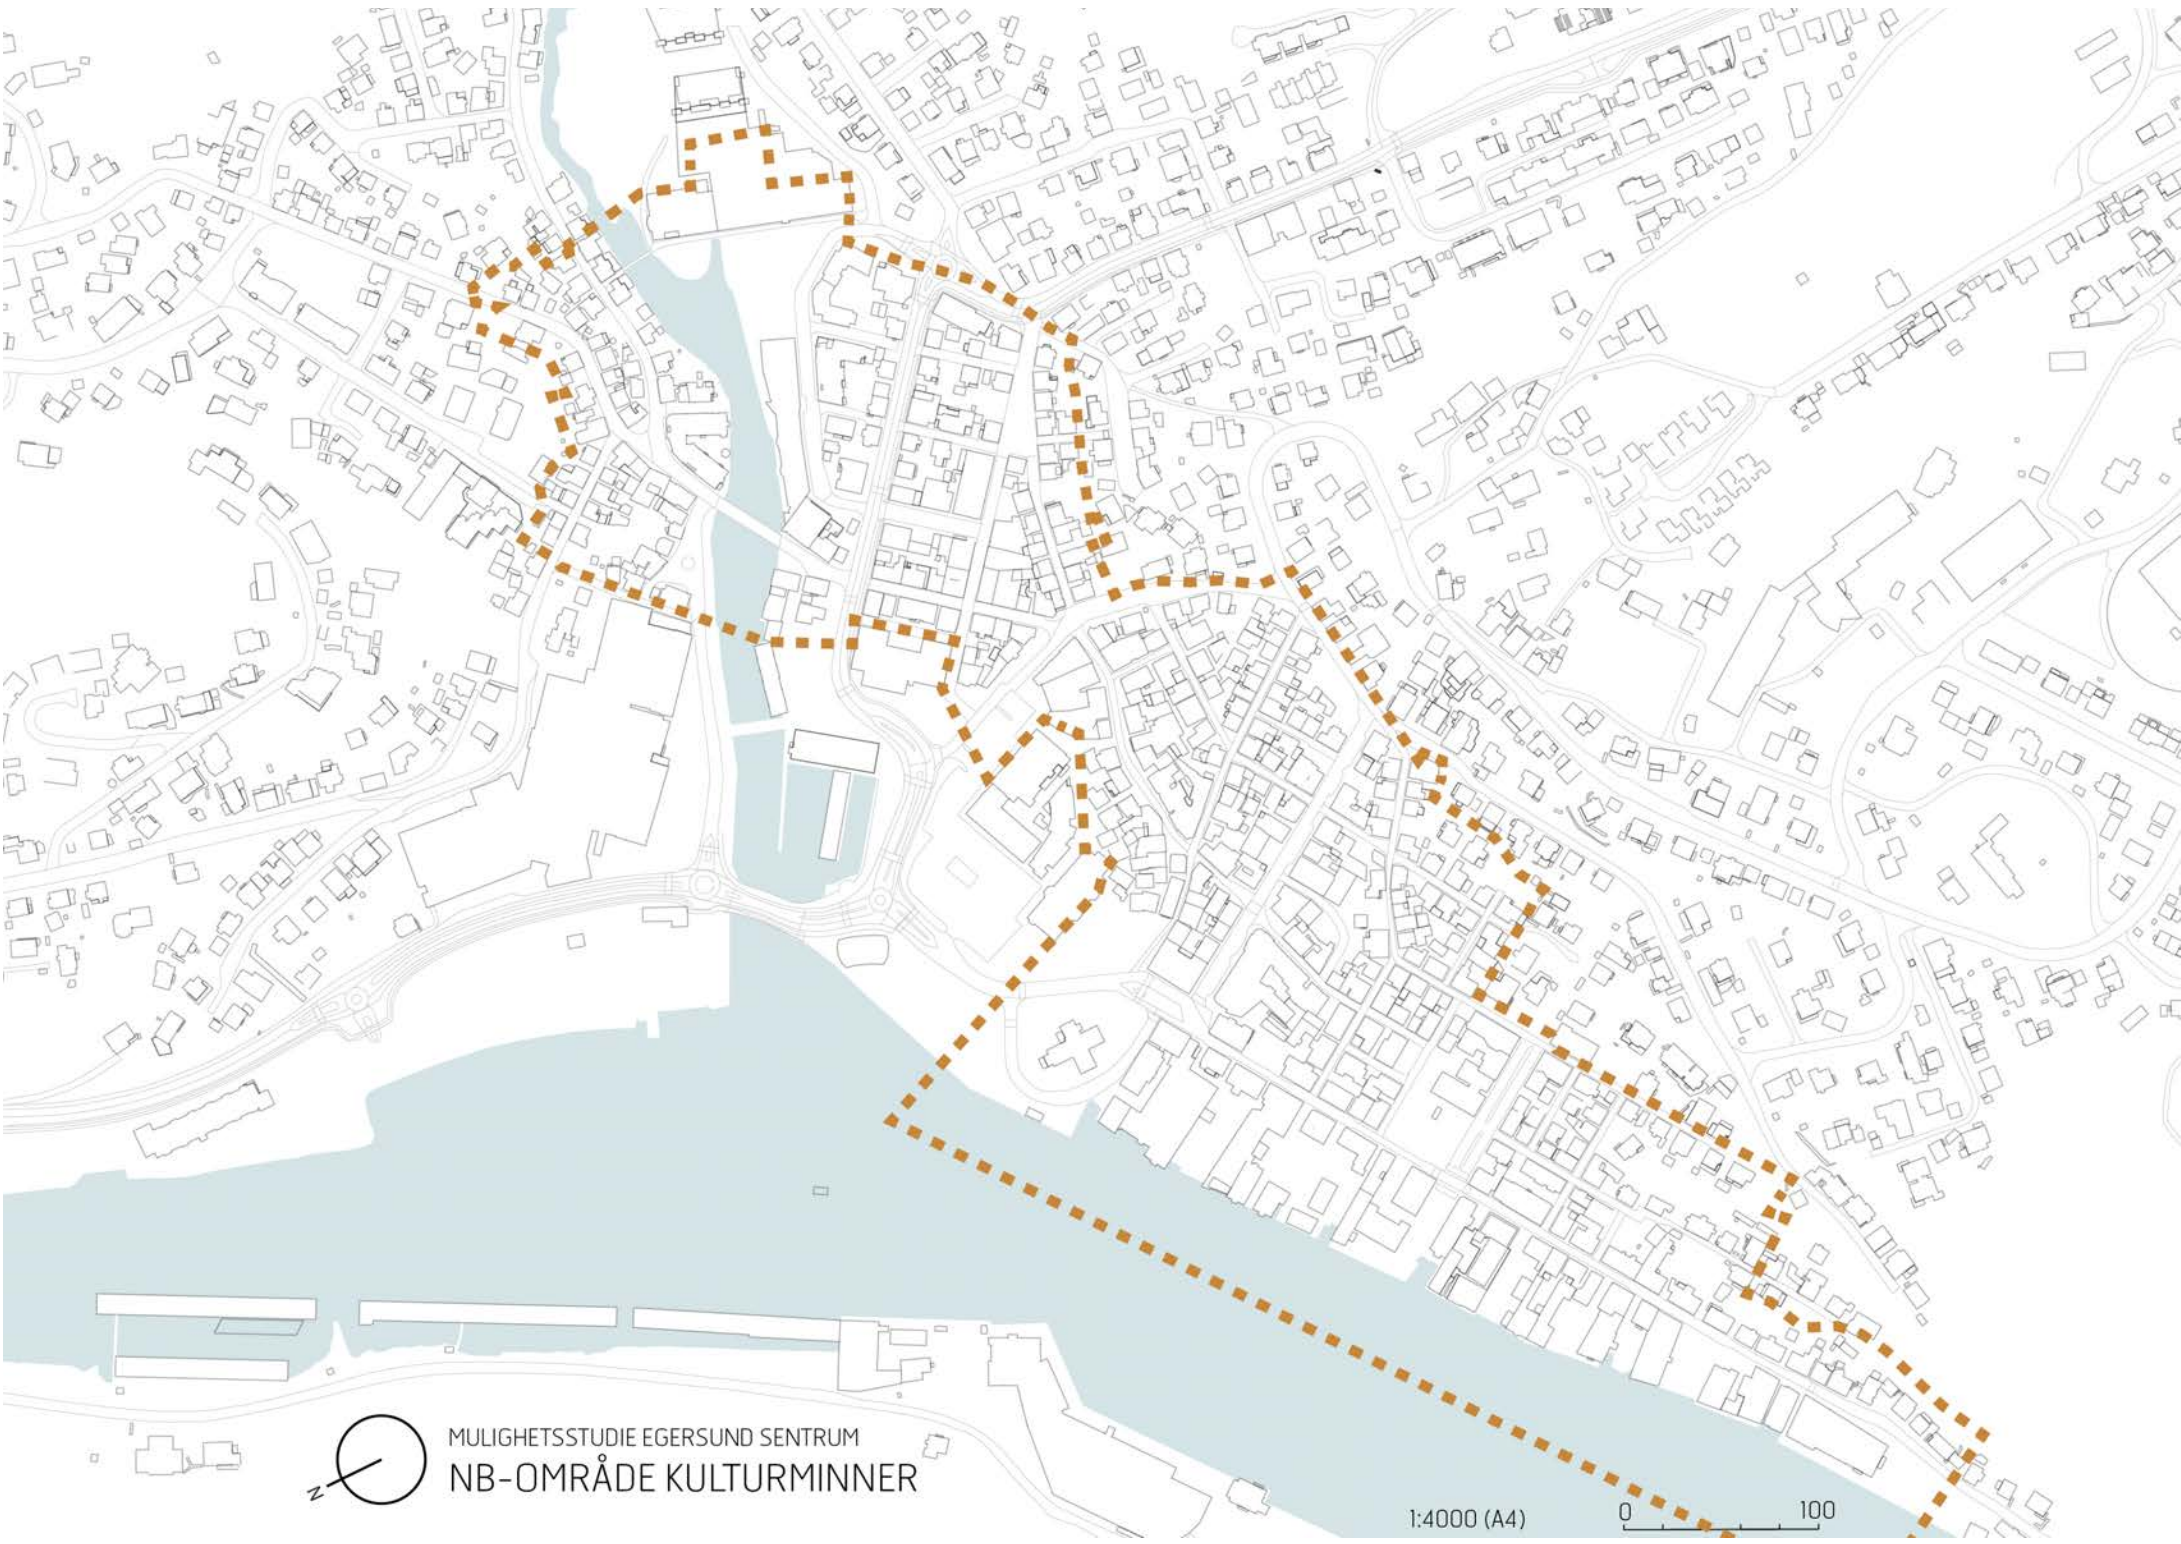 MULIGHETSSTUDIE EGERSUND SENTRUM
NB-OMRÅDE KULTURMINNER
N
1:4000 (A4)
0
100